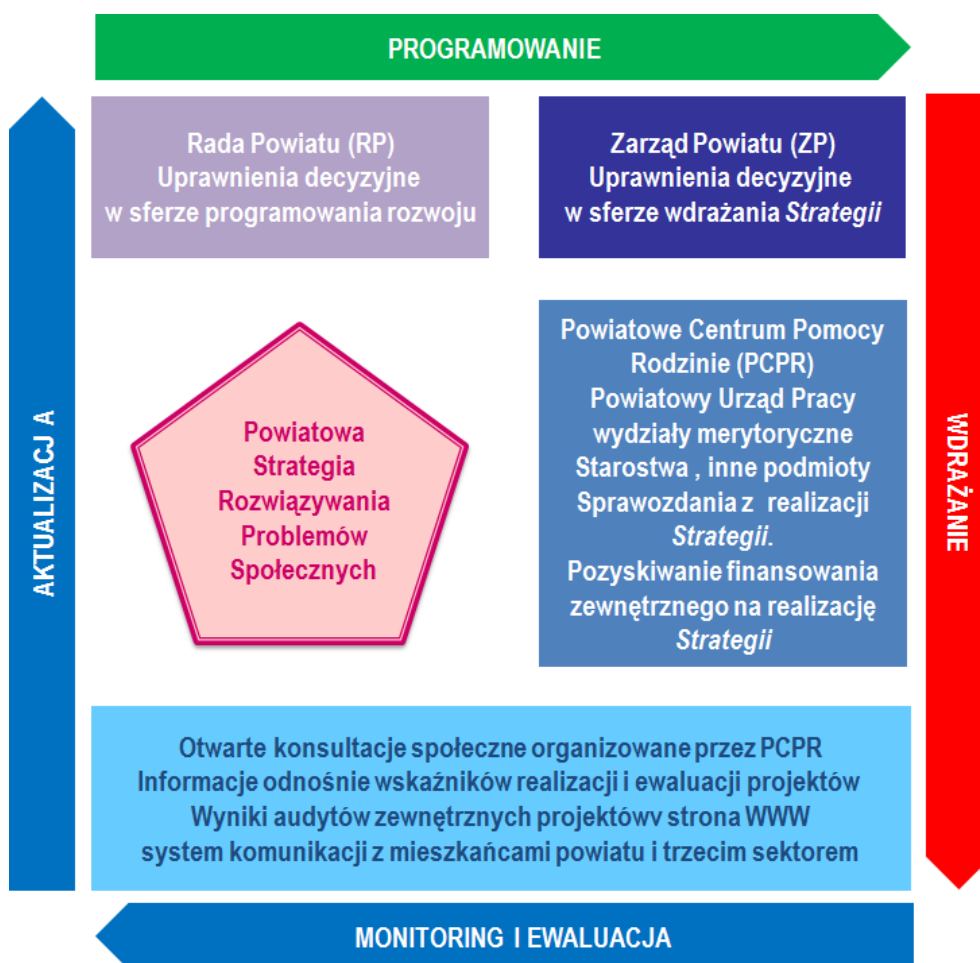 PROGRAMOWANIE
Rada Powiatu (RP)
Uprawnienia decyzyjne
w sferze programowania rozwoju
Zarząd Powiatu (ZP)
Uprawnienia decyzyjne
w sferze wdrażania Strategii
AKTUALIZACJ A
Powiatowa
Strategia
Rozwiązywania
Problemów
Społecznych
Powiatowe Centrum Pomocy
Rodzinie (PCPR)
Powiatowy Urząd Pracy
wydziały merytoryczne
Starostwa , inne podmioty
Sprawozdania z realizacji
Strategii.
Pozyskiwanie finansowania
zewnętrznego na realizację
Strategii
WDRAŻANIE
Otwarte konsultacje społeczne organizowane przez PCPR
Informacje odnośnie wskaźników realizacji i ewaluacji projektów
Wyniki audytów zewnętrznych projektówv strona WWW
system komunikacji z mieszkańcami powiatu i trzecim sektorem
MONITORING I EWALUACJA